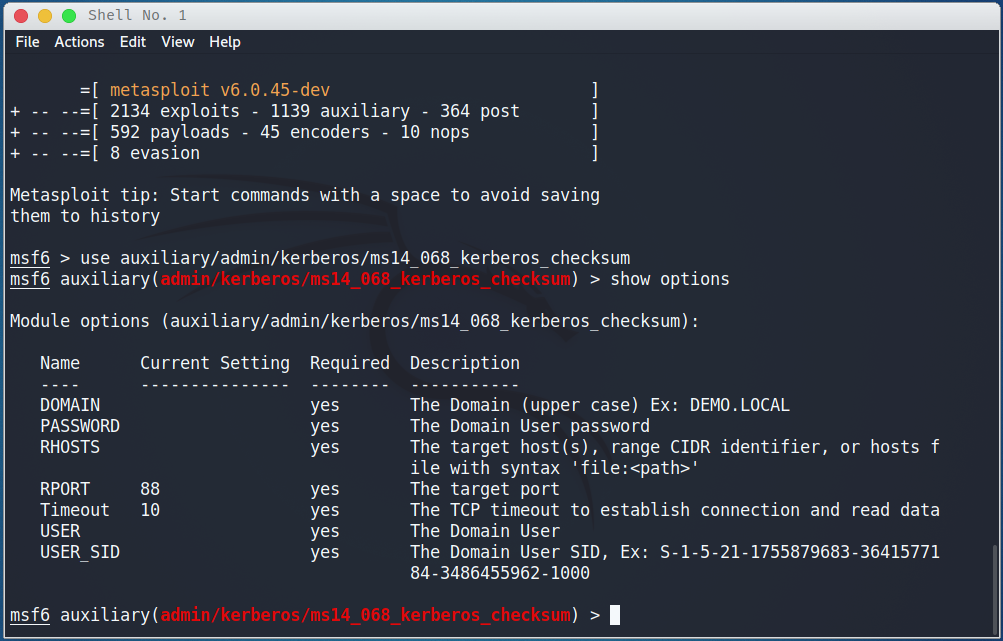 Shell No. 1
File Actions Edit View Help
=[ metasploit v6.0.45-dev ]
+ -- --=[ 2134 exploits - 1139 auxiliary - 364 post ]
+ -- --=[ 592 payloads - 45 encoders - 10 nops ]
+ -- --=[ 8 evasion ]
Metasploit tip: Start commands with a space to avoid saving
them to history
msf6 > use auxiliary/admin/kerberos/ms14_068_kerberos_checksum
msf6 auxiliary(admin/kerberos/ms14_068_kerberos_checksum) > show options
Module options (auxiliary/admin/kerberos/ms14_068_kerberos_checksum):
Name Current Setting Required Description
---- --------------- -------- -----------
DOMAIN yes The Domain (upper case) Ex: DEMO.LOCAL
PASSWORD yes The Domain User password
RHOSTS yes The target host(s), range CIDR identifier, or hosts f
ile with syntax 'file:<path>'
RPORT 88 yes The target port
Timeout 10 yes The TCP timeout to establish connection and read data
USER yes The Domain User
USER_SID yes The Domain User SID, Ex: S-1-5-21-1755879683-36415771
84-3486455962-1000
msf6 auxiliary(admin/kerberos/ms14_068_kerberos_checksum) >